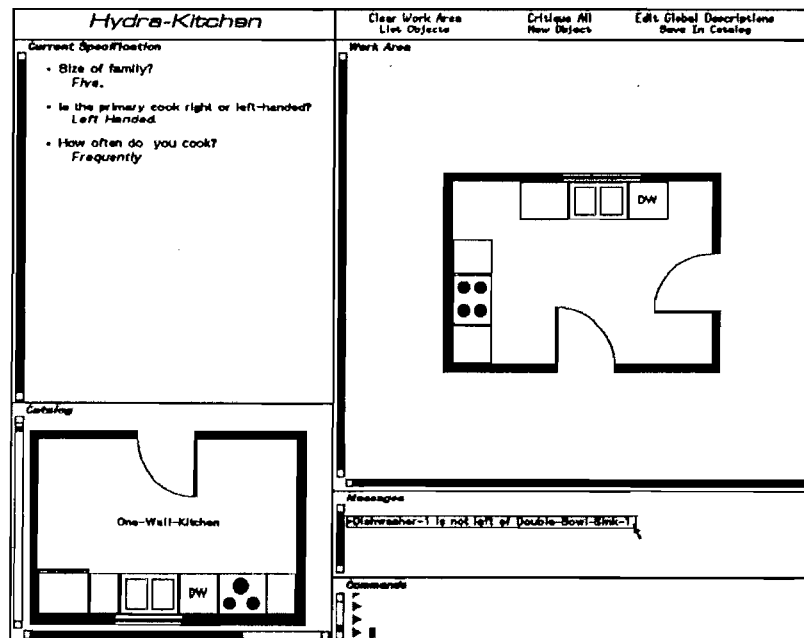 Hydra-Kitchen
Clear Work Area
List Objects
Critique All
New Object
Edit Global Descriptions
Save In Catalog
Current Specification
• Size of family?
Five.
• Is the primary cook right or left-handed?
Left Handed.
• How often do you cook?
Frequently
Work Area
DW
Catalog
One-Wall-Kitchen
DW
Messages
-Dishwasher-1 is not left of Double-Bowl-Sink-1.
Commands